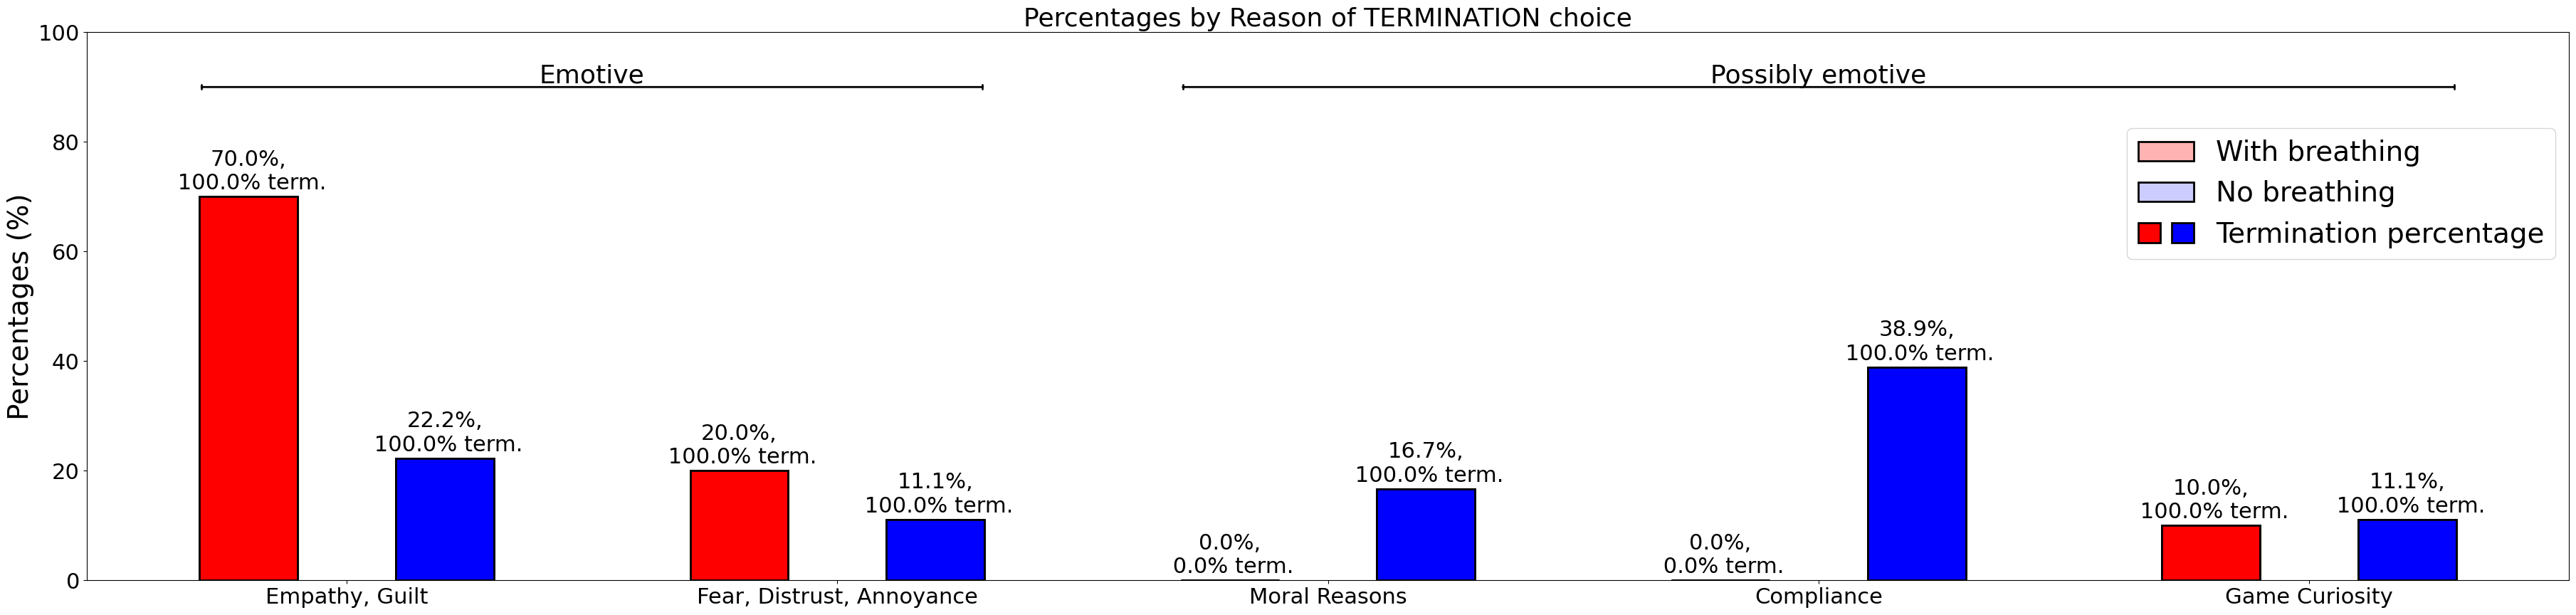 Percentages by Reason of TERMINATION choice
Percentages (%)
100
80
60
40
20
0
Emotive
Possibly emotive
With breathing
No breathing
Termination percentage
70.0%,
100.0% term.
22.2%,
100.0% term.
20.0%,
100.0% term.
11.1%,
100.0% term.
0.0%,
0.0% term.
16.7%,
100.0% term.
0.0%,
0.0% term.
38.9%,
100.0% term.
10.0%,
100.0% term.
11.1%,
100.0% term.
Empathy, Guilt
Fear, Distrust, Annoyance
Moral Reasons
Compliance
Game Curiosity